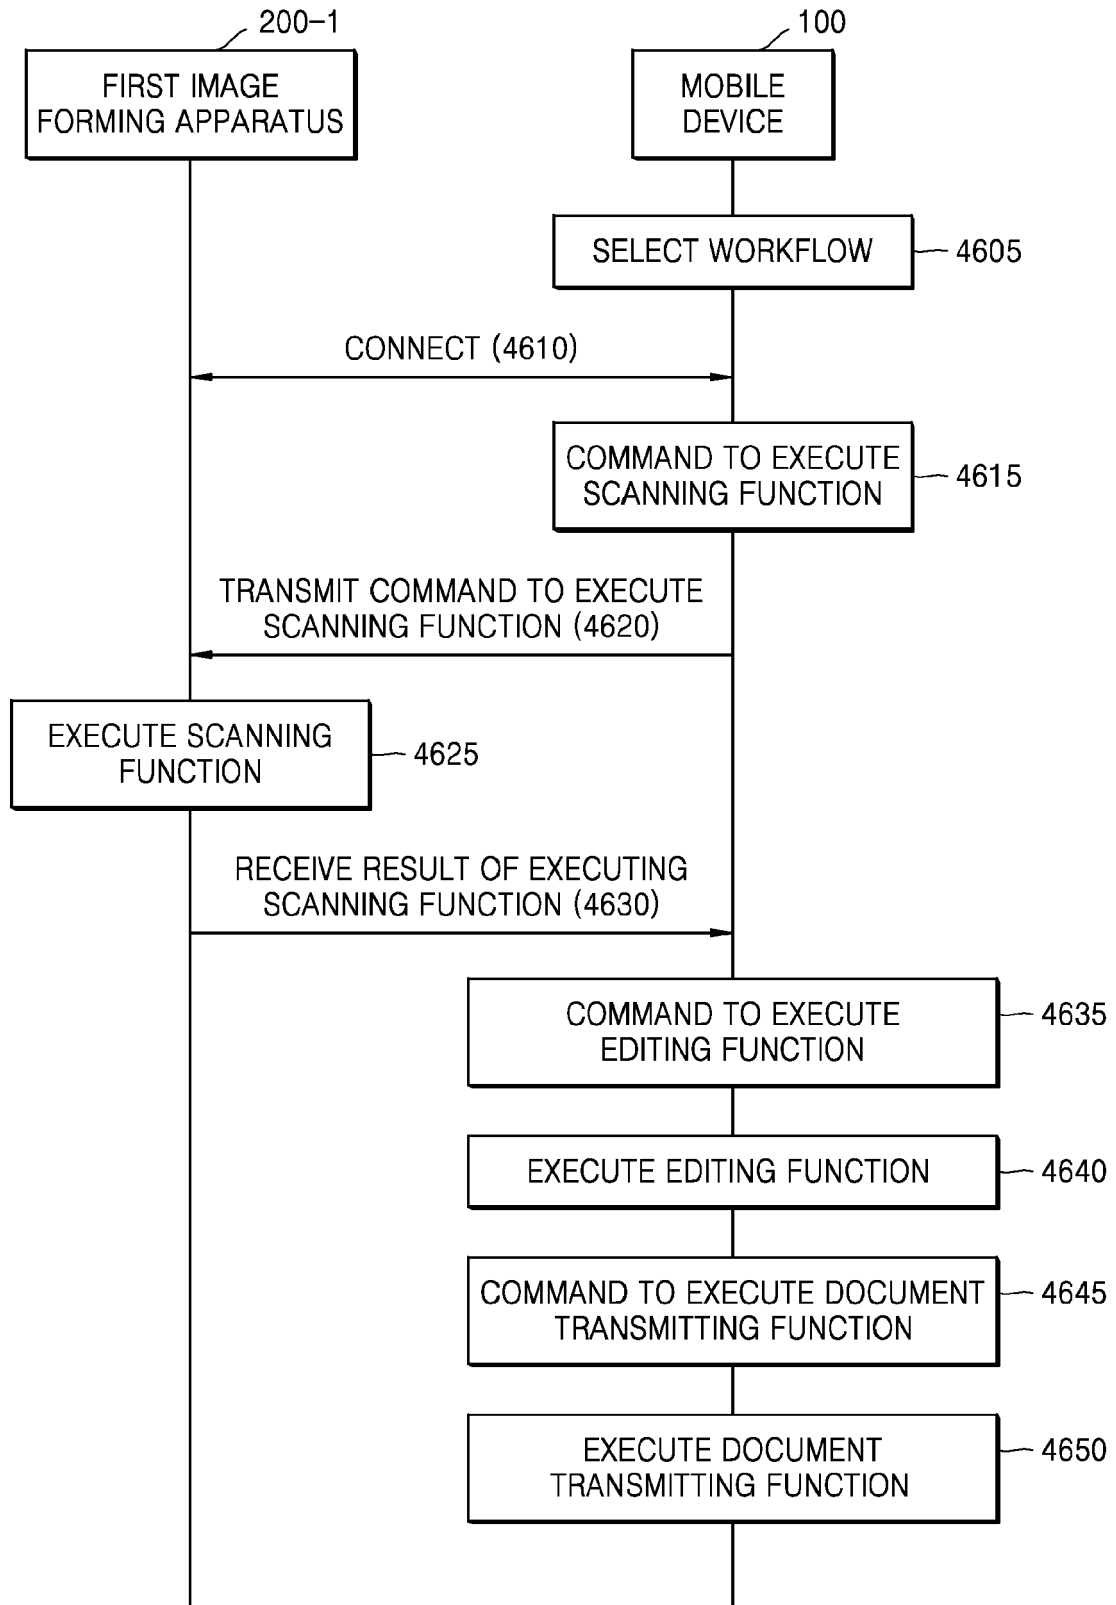 200-1
100
FIRST IMAGE
FORMING APPARATUS
MOBILE
DEVICE
SELECT WORKFLOW
4605
CONNECT (4610)
COMMAND TO EXECUTE
SCANNING FUNCTION
4615
TRANSMIT COMMAND TO EXECUTE
SCANNING FUNCTION (4620)
EXECUTE SCANNING
FUNCTION
4625
RECEIVE RESULT OF EXECUTING
SCANNING FUNCTION (4630)
COMMAND TO EXECUTE
EDITING FUNCTION
4635
EXECUTE EDITING FUNCTION
4640
COMMAND TO EXECUTE DOCUMENT
TRANSMITTING FUNCTION
4645
EXECUTE DOCUMENT
TRANSMITTING FUNCTION
4650